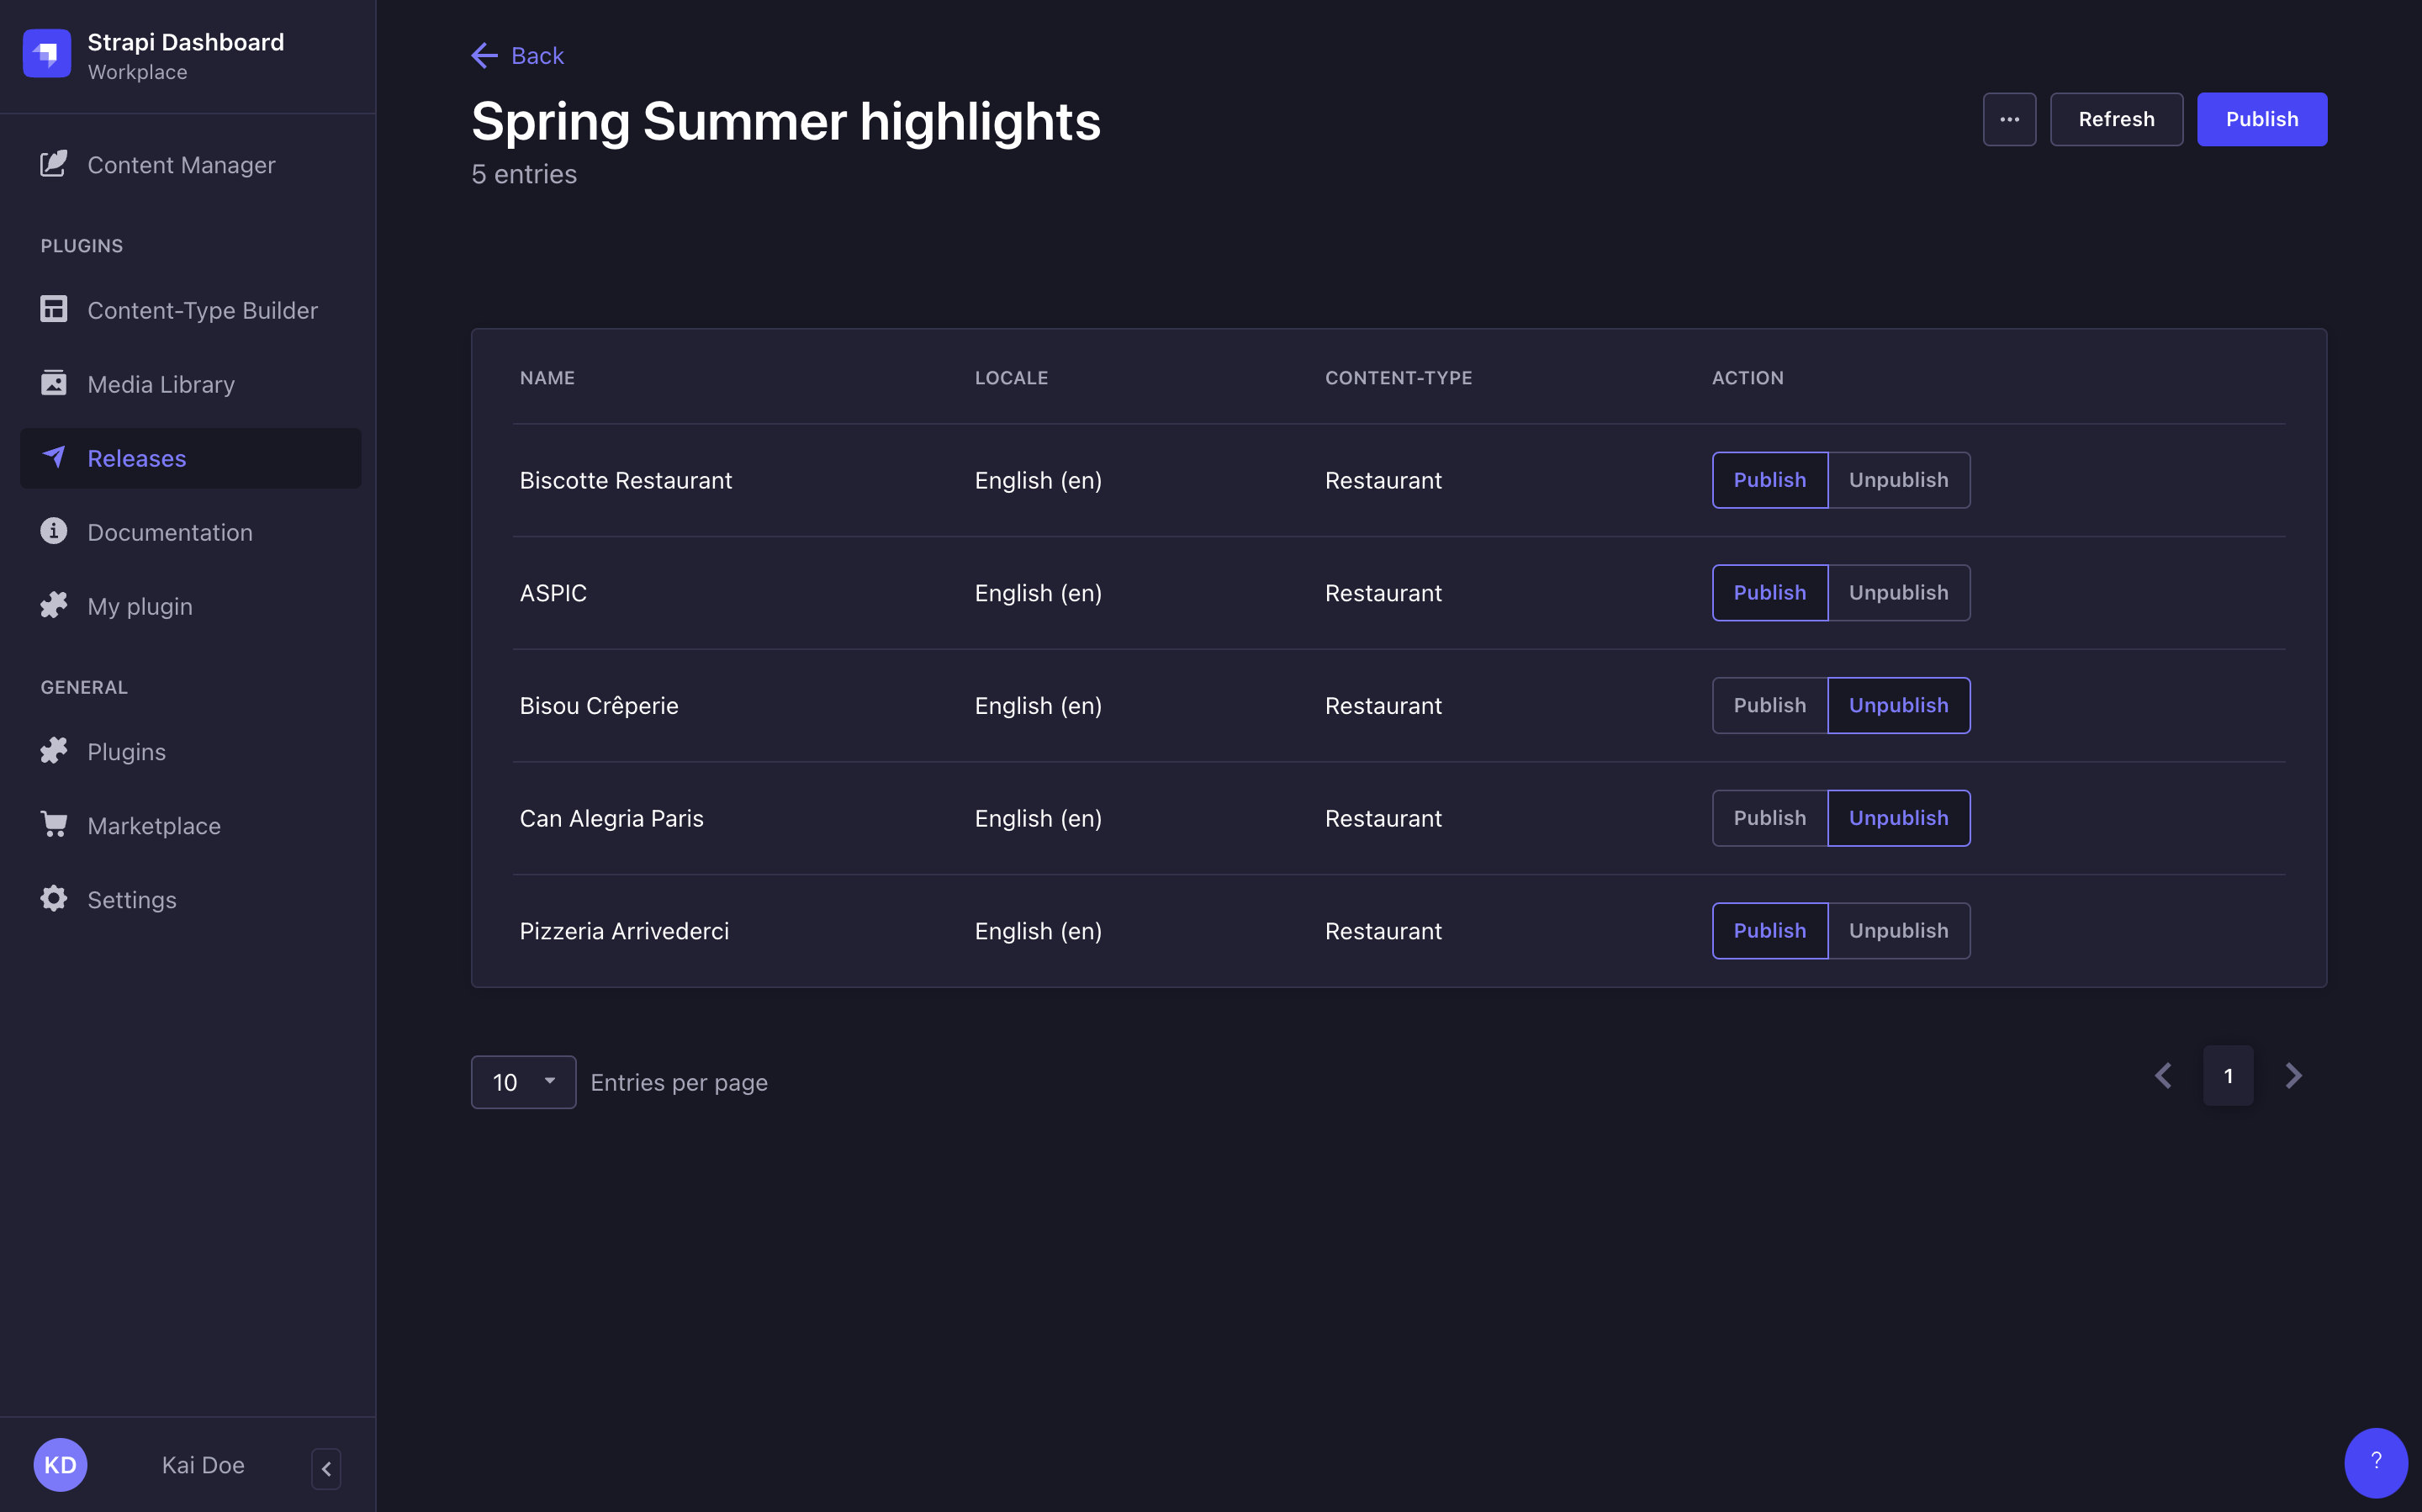 Strapi Dashboard
Workplace
Content Manager
PLUGINS
Content-Type Builder
Media Library
Releases
Documentation
My plugin
GENERAL
Plugins
Marketplace
Settings
KD
Kai Doe
Back
Spring Summer highlights
5 entries
... Refresh Publish
NAME LOCALE CONTENT-TYPE ACTION
Biscotte Restaurant English (en) Restaurant Publish Unpublish
ASPIC English (en) Restaurant Publish Unpublish
Bisou Crêperie English (en) Restaurant Publish Unpublish
Can Alegria Paris English (en) Restaurant Publish Unpublish
Pizzeria Arrivederci English (en) Restaurant Publish Unpublish
10 Entries per page
1
?